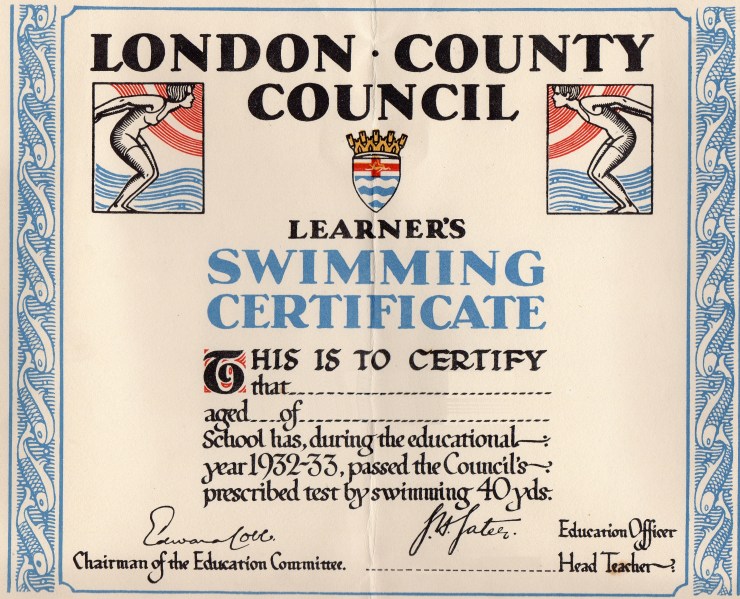 LONDON · COUNTY
COUNCIL
LEARNER'S
SWIMMING
CERTIFICATE
THIS IS TO CERTIFY
that
aged of
School has, during the educational
year 1932-33, passed the Council's
prescribed test by swimming 40 yds.
Education Officer
Chairman of the Education Committee. Head Teacher